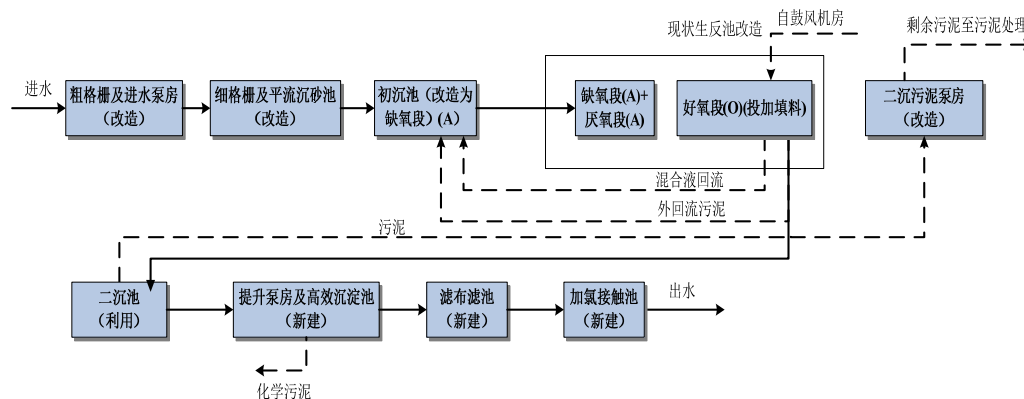 自鼓风机房
现状生反池改造
剩余污泥至污泥处理
进水
粗格栅及进水泵房
（改造）
细格栅及平流沉砂池
（改造）
初沉池（改造为
缺氧段）(A）
缺氧段(A)+
厌氧段(A)
好氧段(O)(投加填料)
二沉污泥泵房
（改造）
混合液回流
外回流污泥
污泥
二沉池
（利用）
提升泵房及高效沉淀池
（新建）
滤布滤池
（新建）
加氯接触池
（新建）
出水
化学污泥